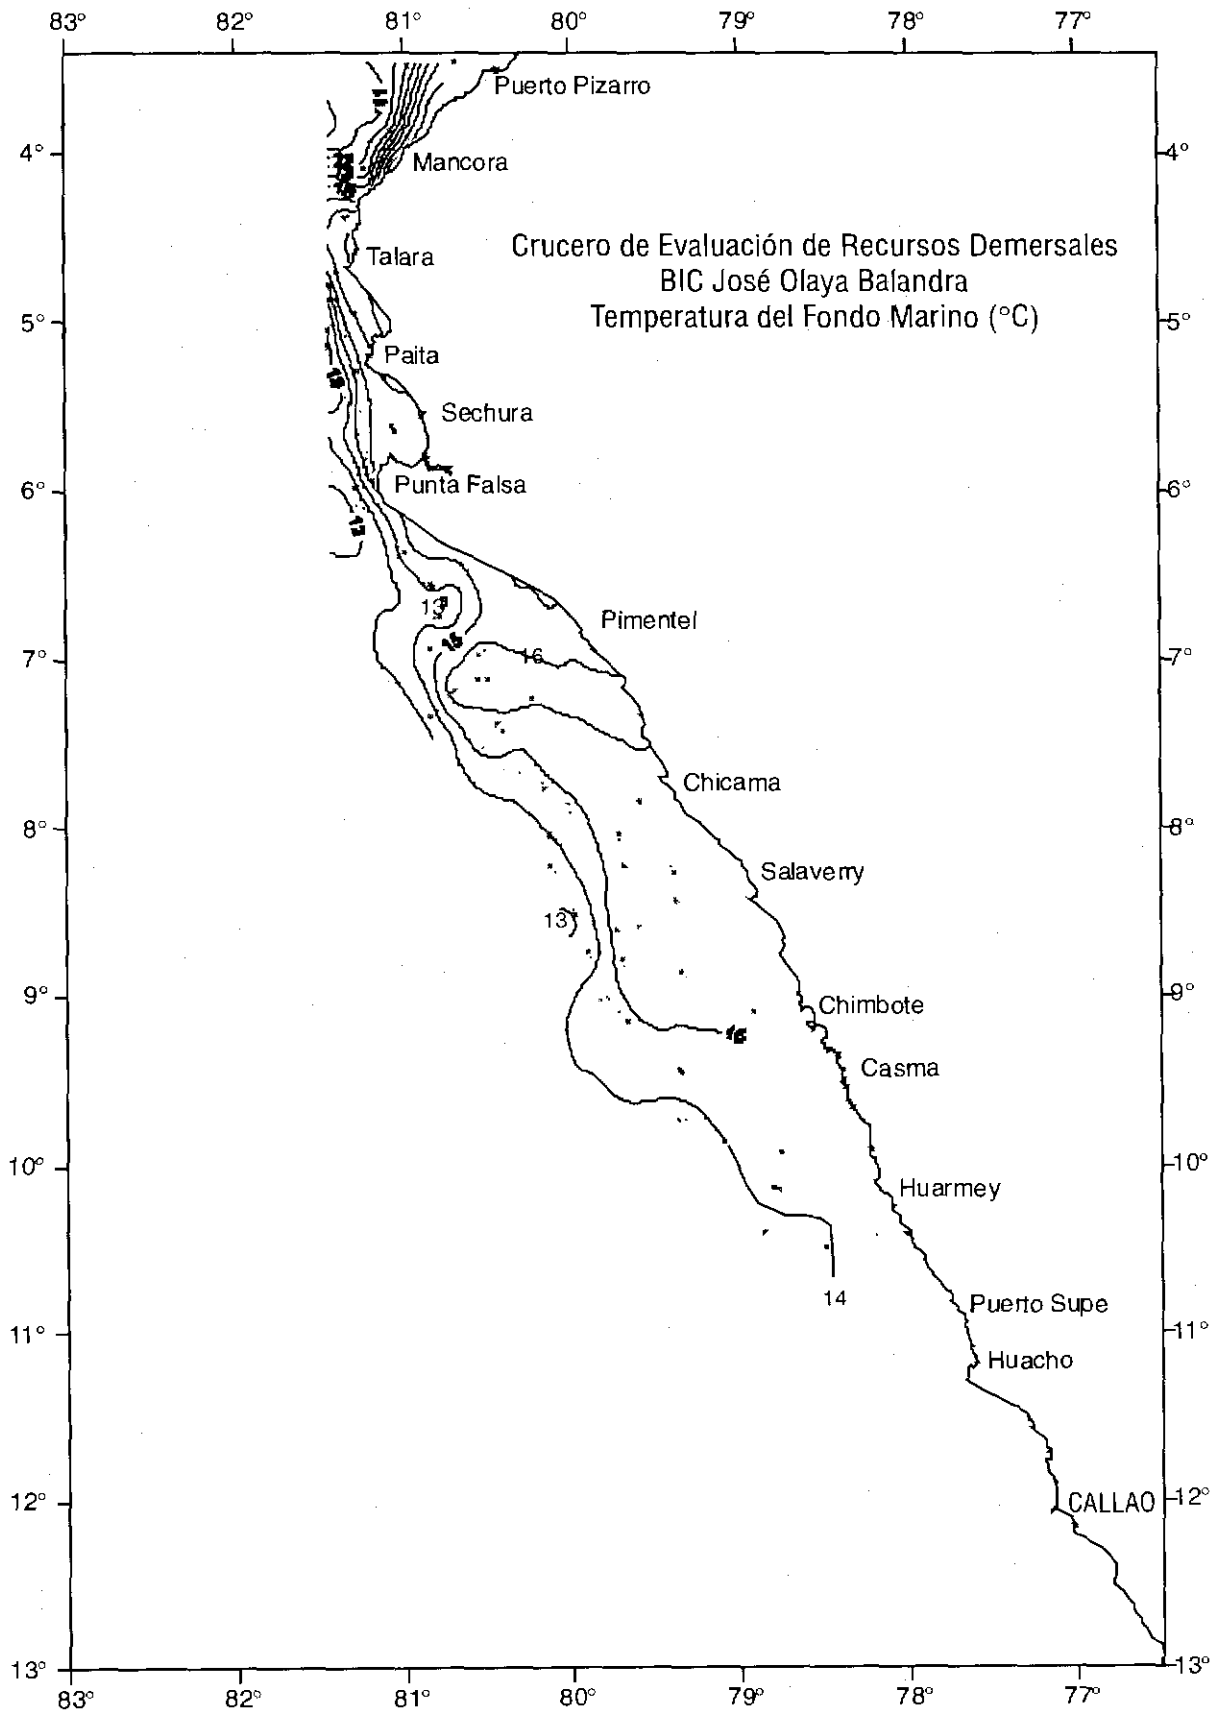 83° 82° 81° 80° 79° 78° 77°
Puerto Pizarro
11
4° Mancora 4°
Crucero de Evaluación de Recursos Demersales
Talara
BIC José Olaya Balandra
Temperatura del Fondo Marino (°C)
5° 5°
Paita
Sechura
Punta Falsa
6° 6°
13
Pimentel
15
16
7° 7°
Chicama
8° 8°
Salaverry
13
9° 9°
Chimbote
15
Casma
10° 10°
Huarmey
14
Puerto Supe
11° 11°
Huacho
12° CALLAO 12°
13° 13°
83° 82° 81° 80° 79° 78° 77°